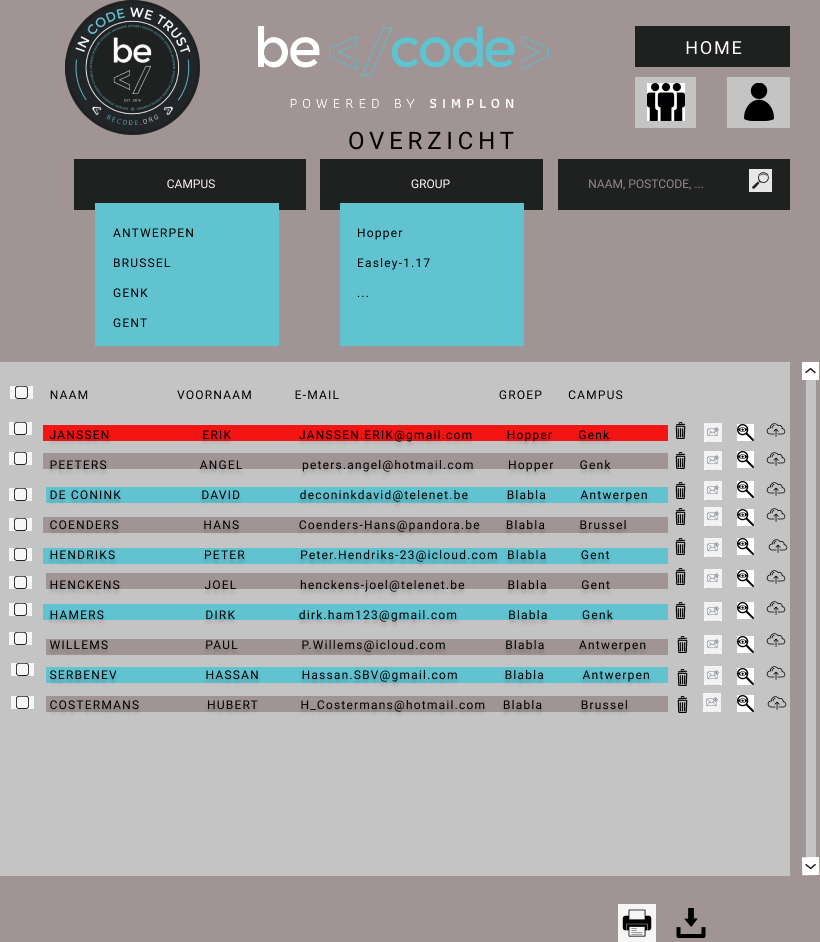 IN CODE WE TRUST
be
</>
EST. 2016
BECODE.ORG
be </code>
POWERED BY SIMPLON
HOME
OVERZICHT
CAMPUS
GROUP
NAAM, POSTCODE, ...
ANTWERPEN
BRUSSEL
GENK
GENT
Hopper
Easley-1.17
...
NAAM VOORNAAM E-MAIL GROEP CAMPUS
JANSSEN ERIK JANSSEN.ERIK@gmail.com Hopper Genk
PEETERS ANGEL peters.angel@hotmail.com Hopper Genk
DE CONINK DAVID deconinkdavid@telenet.be Blabla Antwerpen
COENDERS HANS Coenders-Hans@pandora.be Blabla Brussel
HENDRIKS PETER Peter.Hendriks-23@icloud.com Blabla Gent
HENCKENS JOEL henckens-joel@telenet.be Blabla Gent
HAMERS DIRK dirk.ham123@gmail.com Blabla Genk
WILLEMS PAUL P.Willems@icloud.com Blabla Antwerpen
SERBENEV HASSAN Hassan.SBV@gmail.com Blabla Antwerpen
COSTERMANS HUBERT H_Costermans@hotmail.com Blabla Brussel